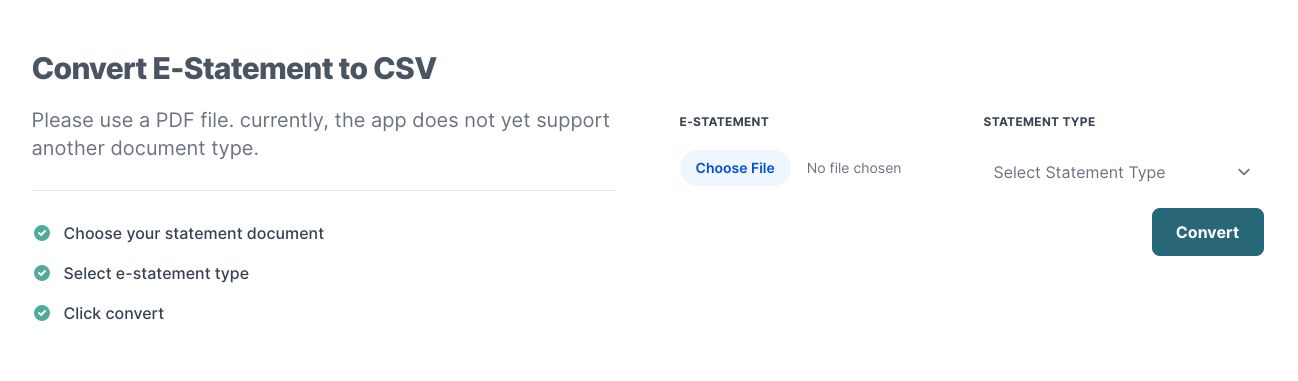 Convert E-Statement to CSV
Please use a PDF file. currently, the app does not yet support
another document type.
Choose your statement document
Select e-statement type
Click convert
E-STATEMENT
Choose File No file chosen
STATEMENT TYPE
Select Statement Type
Convert